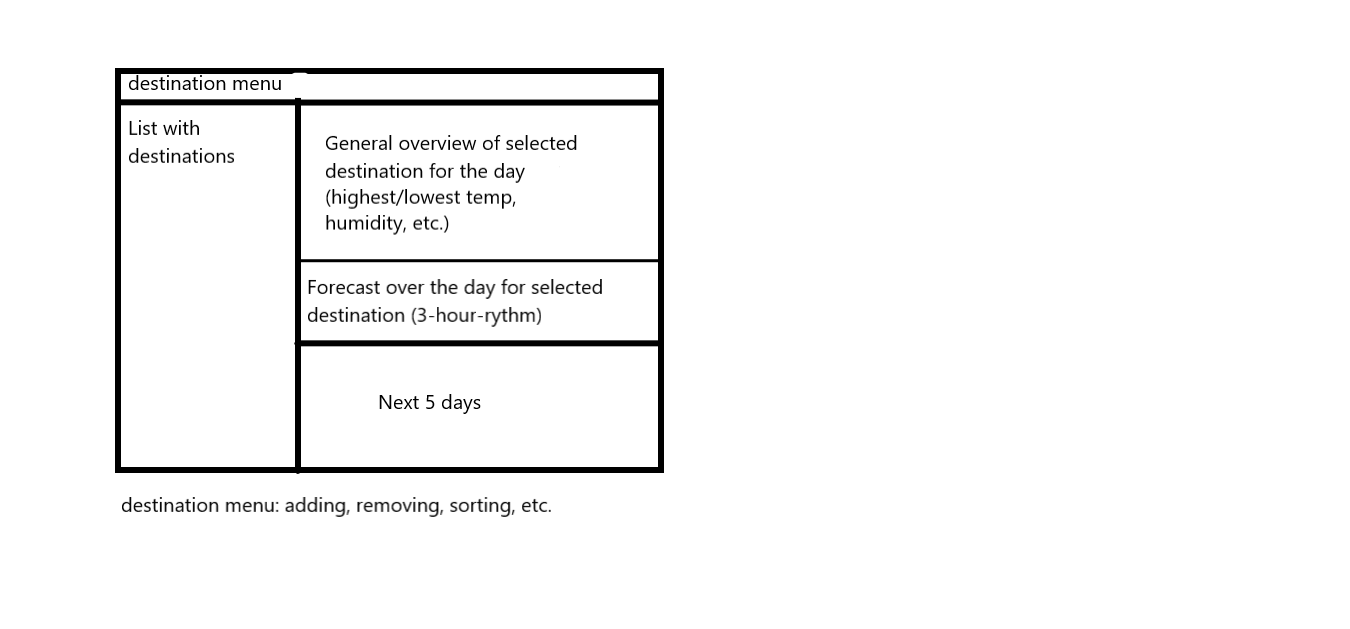 destination menu
List with
destinations
General overview of selected
destination for the day
(highest/lowest temp,
humidity, etc.)
Forecast over the day for selected
destination (3-hour-rythm)
Next 5 days
destination menu: adding, removing, sorting, etc.